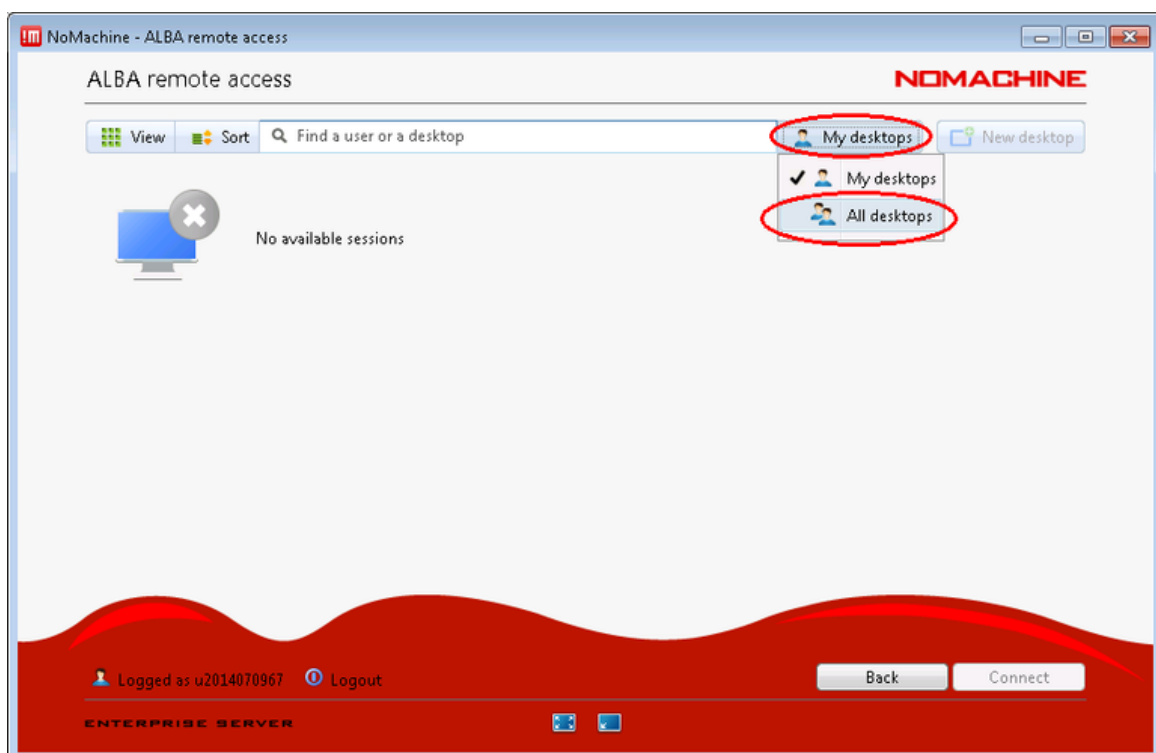 NoMachine - ALBA remote access
ALBA remote access
NOMACHINE
View Sort Find a user or a desktop My desktops New desktop
My desktops
All desktops
No available sessions
Logged as u2014070967 Logout Back Connect
ENTERPRISE SERVER